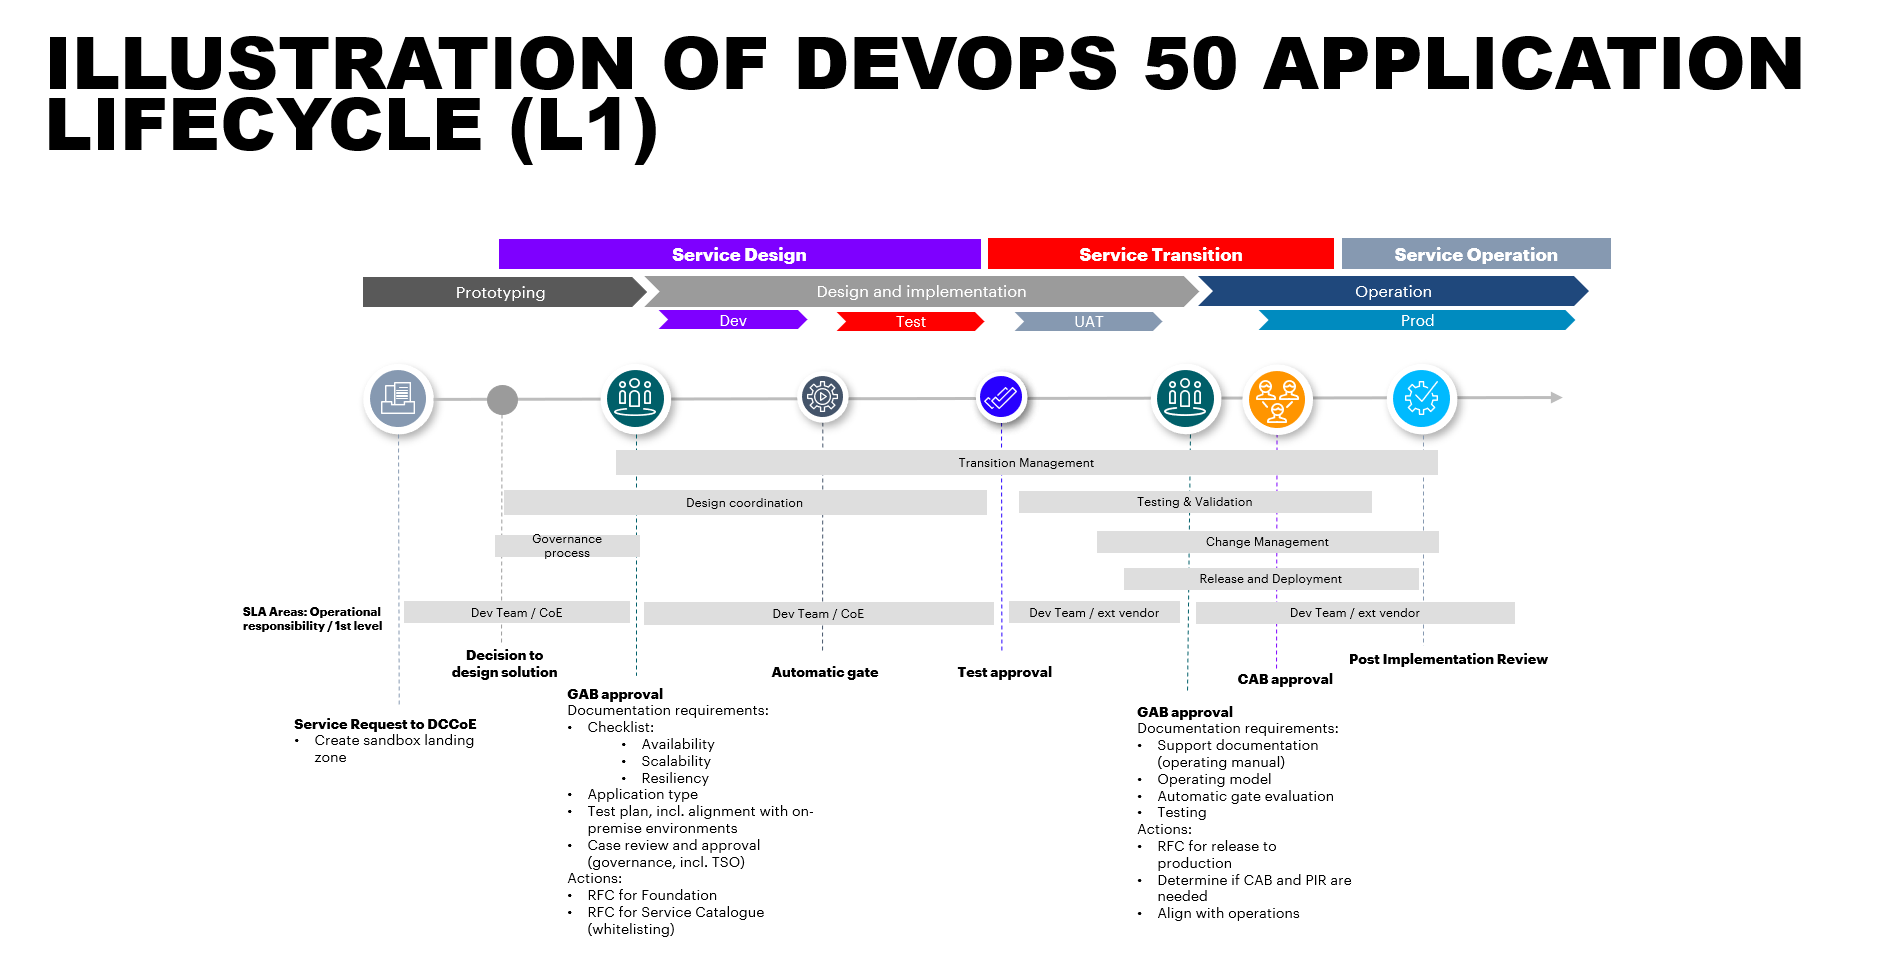 ILLUSTRATION OF DEVOPS 50 APPLICATION
LIFECYCLE (L1)
Service Design
Service Transition
Service Operation
Prototyping
Design and implementation
Operation
Dev
Test
UAT
Prod
Transition Management
Design coordination
Testing & Validation
Governance
process
Change Management
Release and Deployment
SLA Areas: Operational
responsibility / 1st level
Dev Team / CoE
Dev Team / CoE
Dev Team / ext vendor
Dev Team / ext vendor
Decision to
design solution
Automatic gate
Test approval
Post Implementation Review
CAB approval
Service Request to DCCoE
• Create sandbox landing
zone
GAB approval
Documentation requirements:
• Checklist:
• Availability
• Scalability
• Resiliency
• Application type
• Test plan, incl. alignment with on-
premise environments
• Case review and approval
(governance, incl. TSO)
Actions:
• RFC for Foundation
• RFC for Service Catalogue
(whitelisting)
GAB approval
Documentation requirements:
• Support documentation
(operating manual)
• Operating model
• Automatic gate evaluation
• Testing
Actions:
• RFC for release to
production
• Determine if CAB and PIR are
needed
• Align with operations